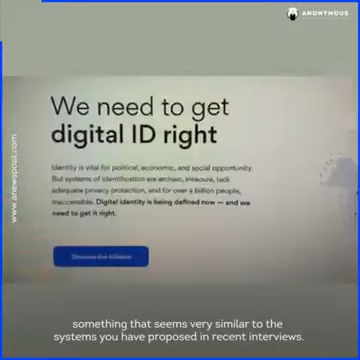 ANONYMOUS
We need to get
digital ID right
Identity is vital for political, economic, and social opportunity.
But systems of identification are archaic, insecure, lack
adequate privacy protection, and for over a billion people,
inaccessible. Digital identity is being defined now — and we
need to get it right.
Discover the Alliance
www.anewspost.com
something that seems very similar to the
systems you have proposed in recent interviews.